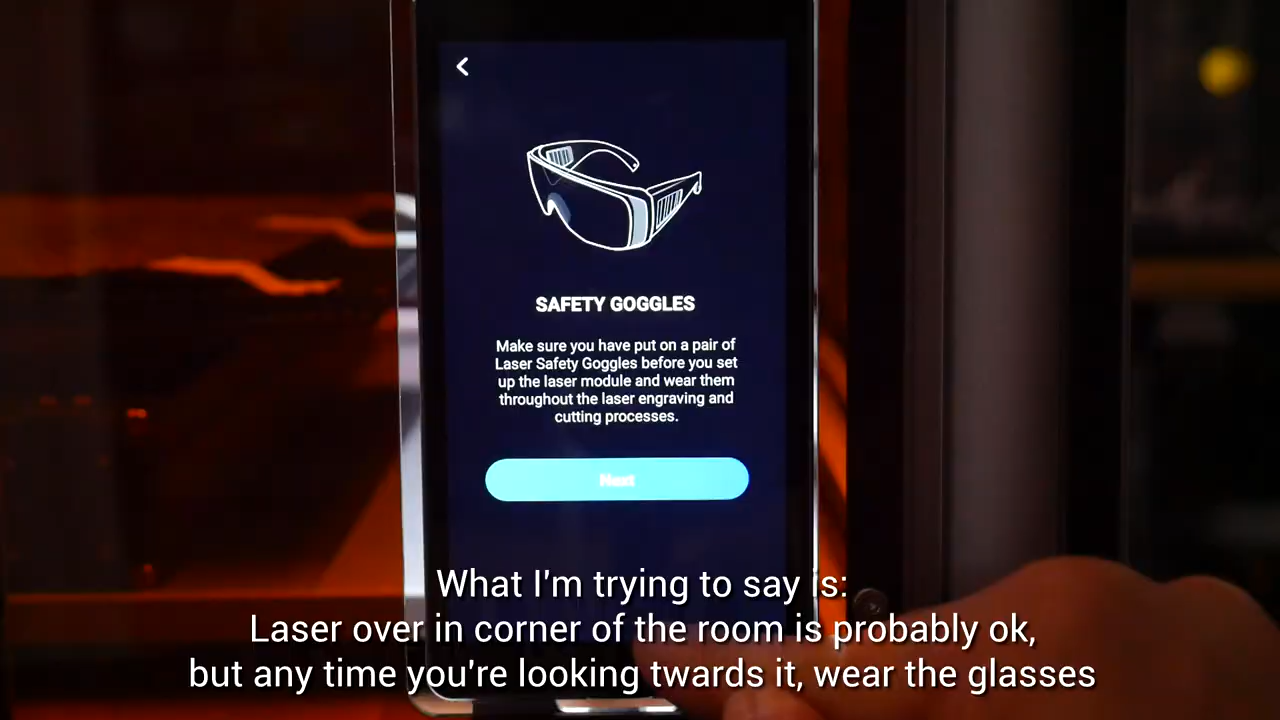 SAFETY GOGGLES
Make sure you have put on a pair of
Laser Safety Goggles before you set
up the laser module and wear them
throughout the laser engraving and
cutting processes.
Next
What I'm trying to say is:
Laser over in corner of the room is probably ok,
but any time you're looking twards it, wear the glasses